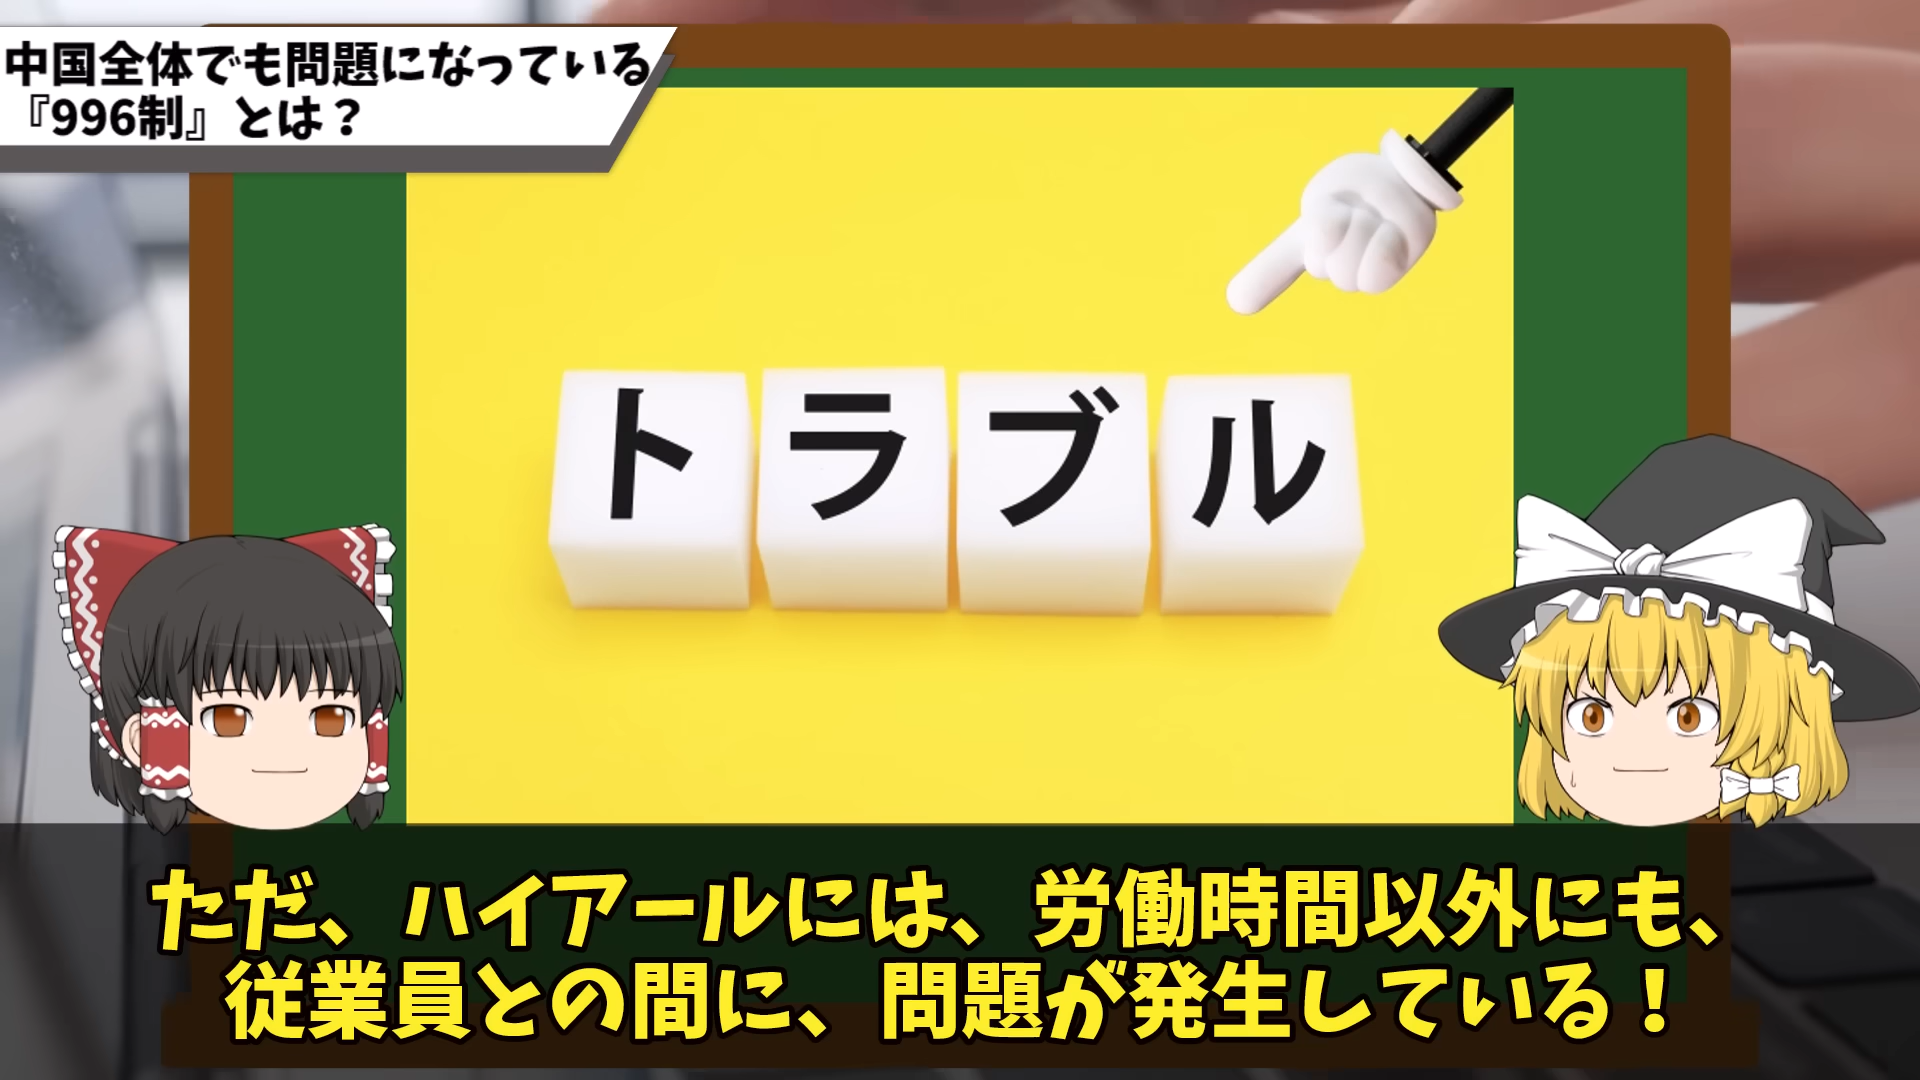 中国全体でも問題になっている
『996制』とは？
トラブル
ただ、ハイアールには、労働時間以外にも、
従業員との間に、問題が発生している！